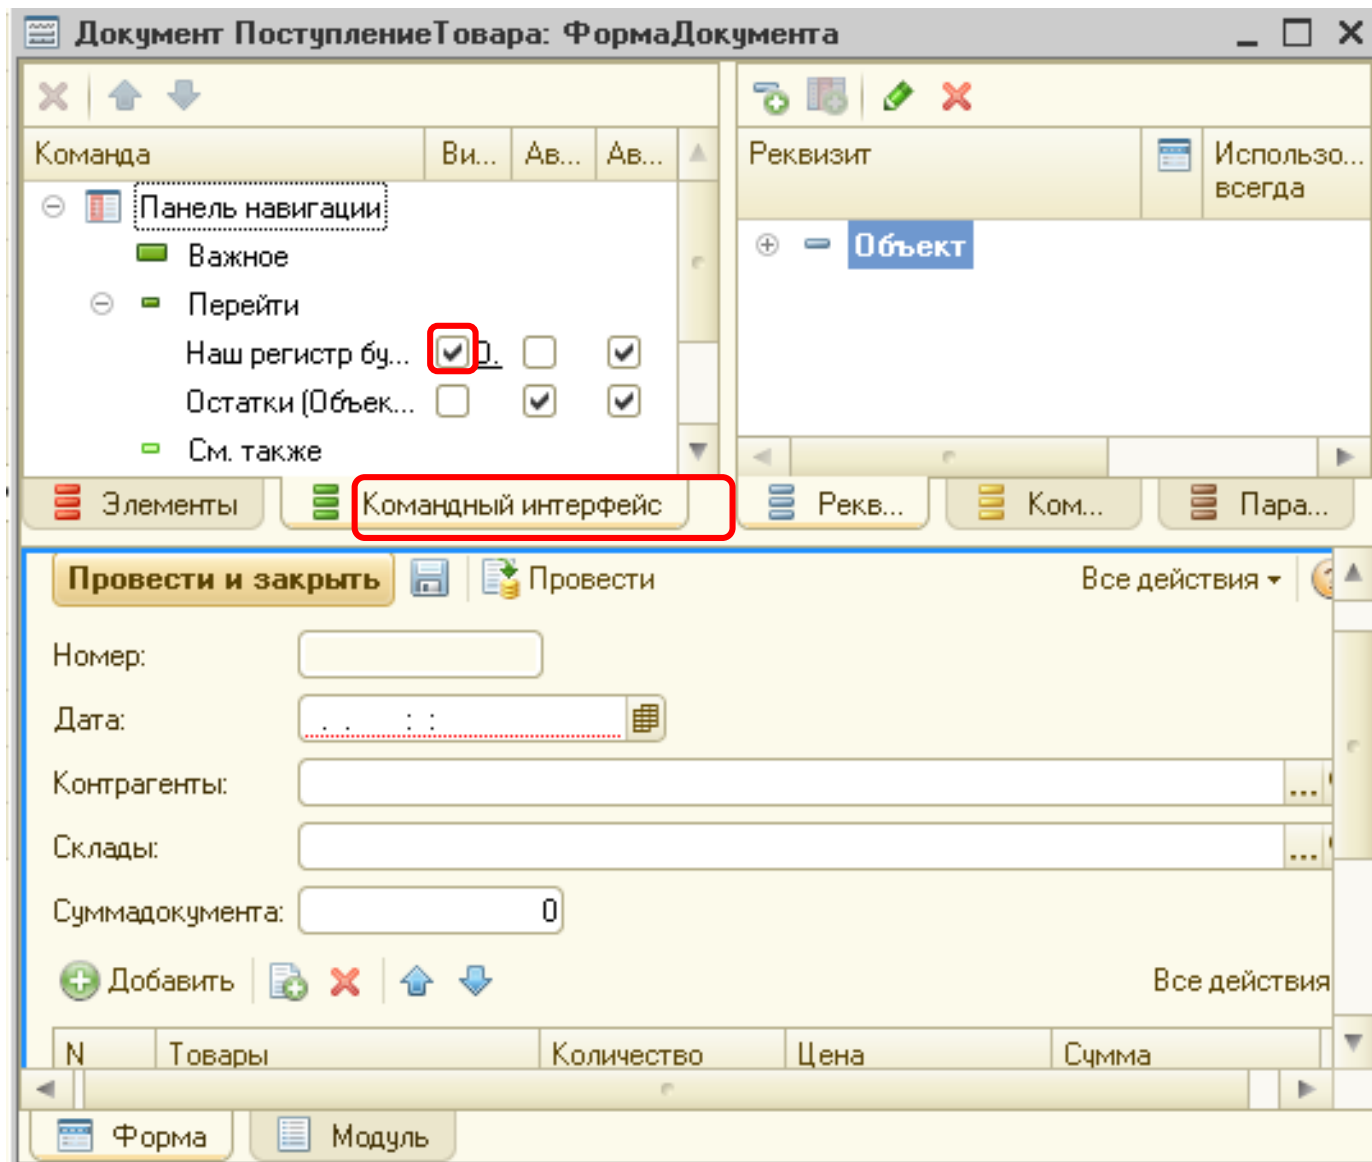 Документ ПоступлениеТовара: ФормаДокумента
Команда Ви... Ав... Ав...
Панель навигации
Важное
Перейти
Наш регистр бу...
Остатки (Объек...
См. также
Элементы Командный интерфейс
Реквизит Использо...
всегда
Объект
Рекв... Ком... Пара...
Провести и закрыть Провести Все действия
Номер:
Дата: . . : :
Контрагенты: ...
Склады: ...
Суммадокумента: 0
Добавить Все действия
N Товары Количество Цена Сумма
Форма Модуль